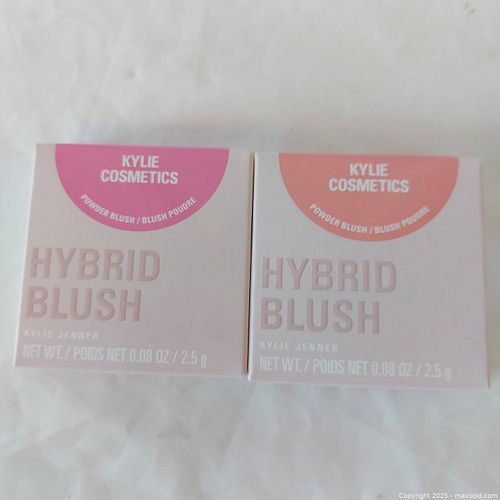 KYLIE
COSMETICS
POWDER BLUSH / BLUSH POUDRE
HYBRID
BLUSH
KYLIE JENNER
NET WT. / POIDS NET 0.08 OZ / 2.5 g
KYLIE
COSMETICS
POWDER BLUSH / BLUSH POUDRE
HYBRID
BLUSH
KYLIE JENNER
NET WT. / POIDS NET 0.08 OZ / 2.5 g
Copyright 2025 - maxsold.com